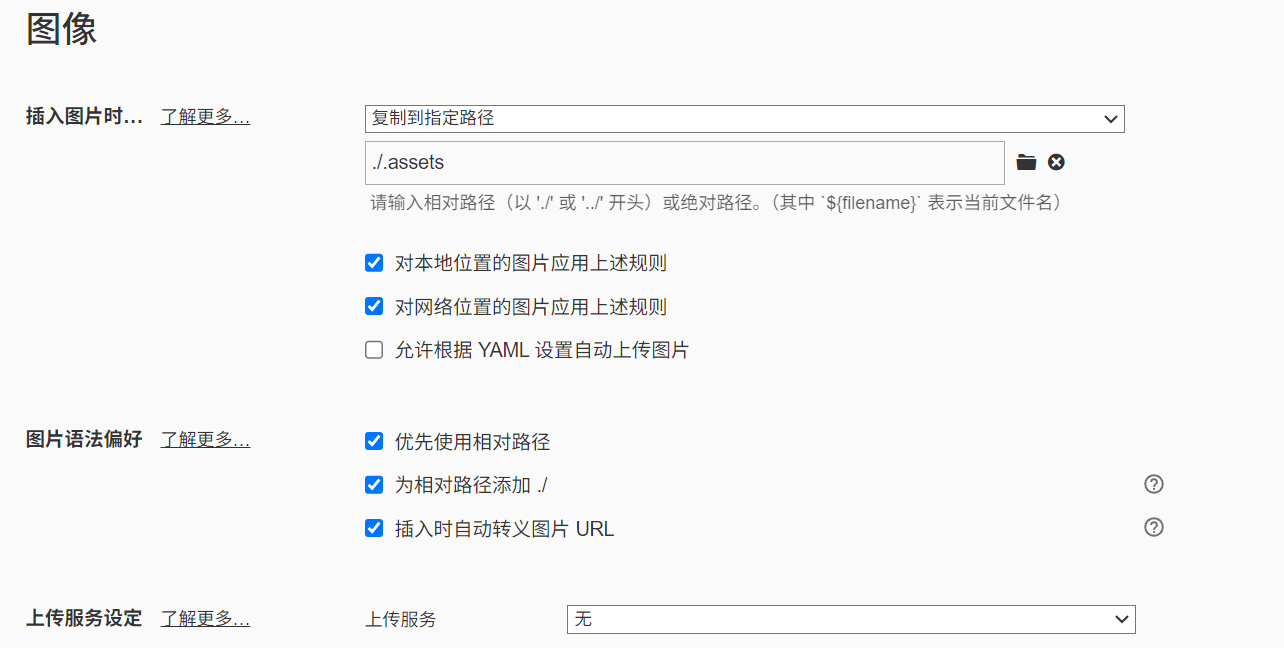 图像
插入图片时... 了解更多...
复制到指定路径
./.assets
请输入相对路径（以 './' 或 '../' 开头）或绝对路径。（其中 `${filename}` 表示当前文件名）
对本地位置的图片应用上述规则
对网络位置的图片应用上述规则
允许根据 YAML 设置自动上传图片
图片语法偏好 了解更多...
优先使用相对路径
为相对路径添加 ./
插入时自动转义图片 URL
上传服务设定 了解更多...
上传服务 无